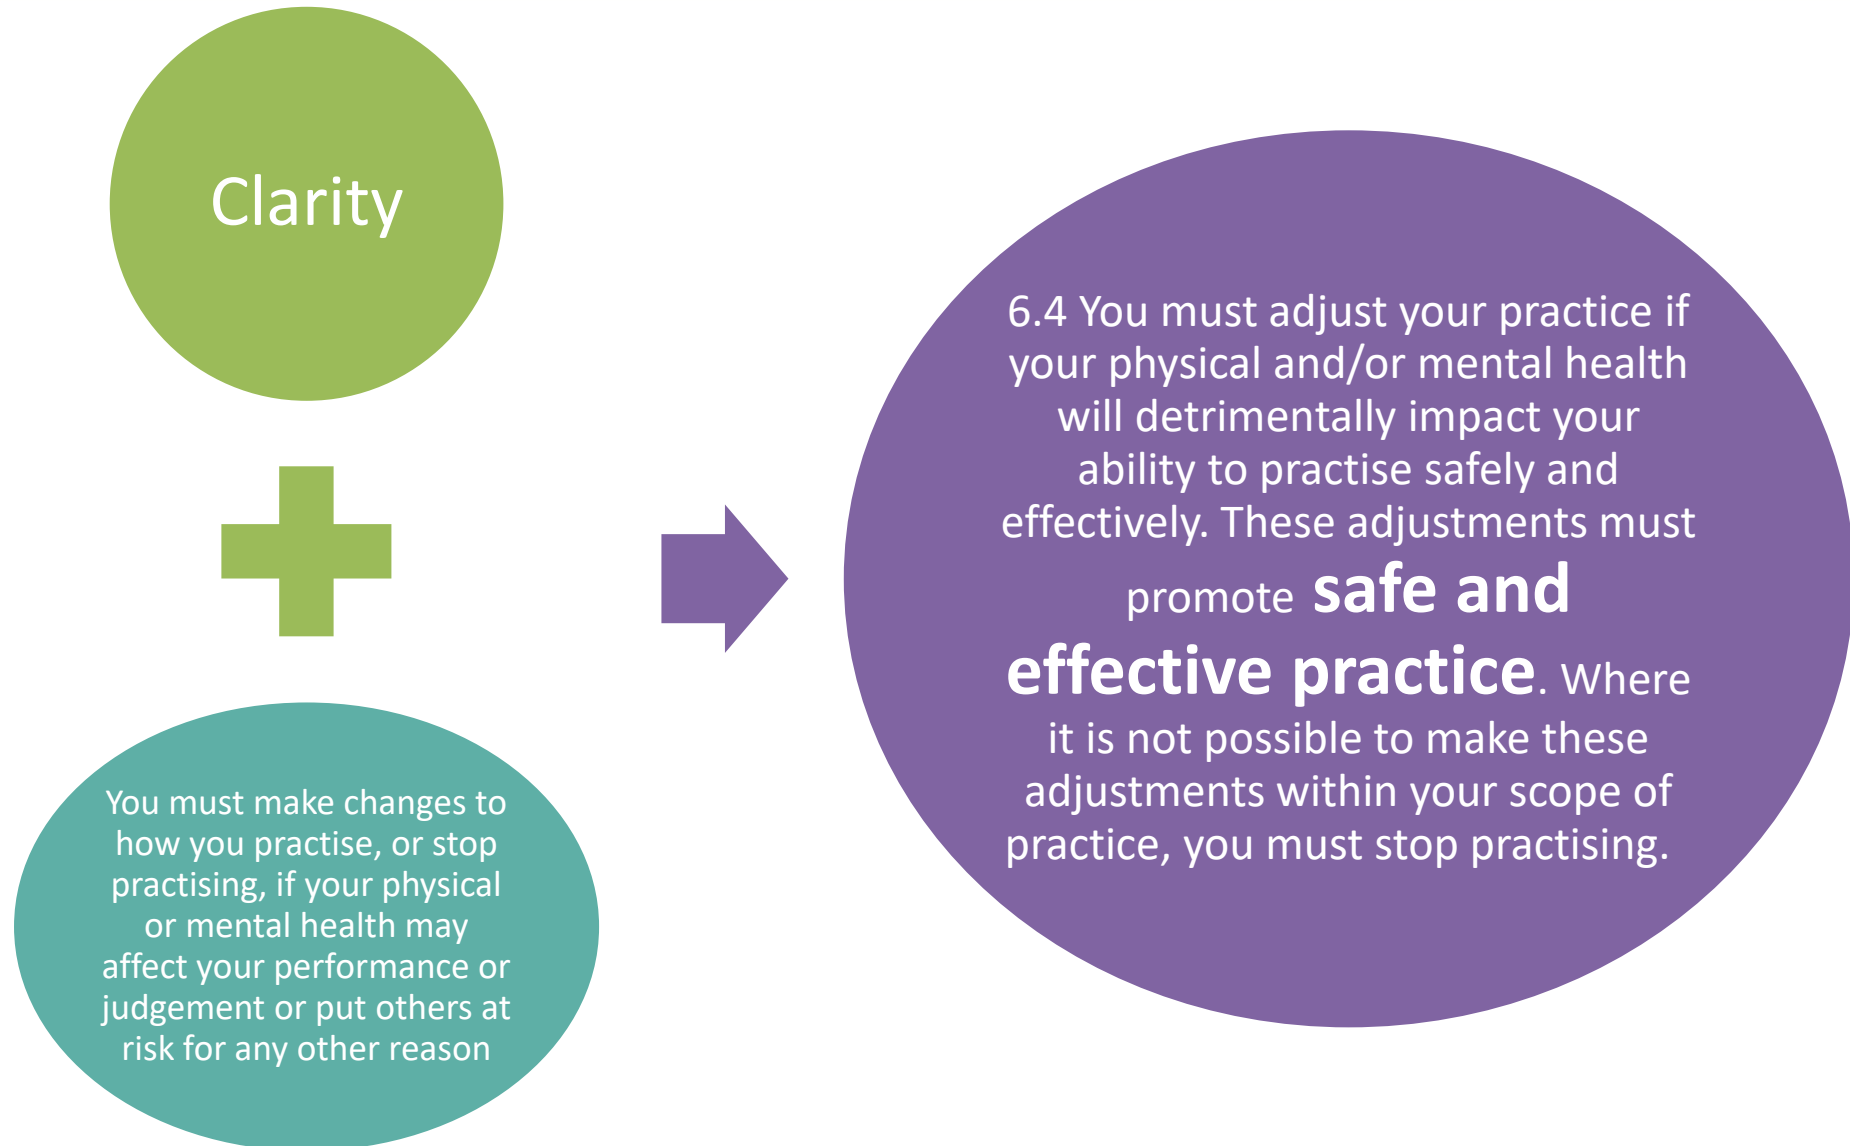 Clarity
You must make changes to
how you practise, or stop
practising, if your physical
or mental health may
affect your performance or
judgement or put others at
risk for any other reason
6.4 You must adjust your practice if
your physical and/or mental health
will detrimentally impact your
ability to practise safely and
effectively. These adjustments must
promote safe and
effective practice. Where
it is not possible to make these
adjustments within your scope of
practice, you must stop practising.